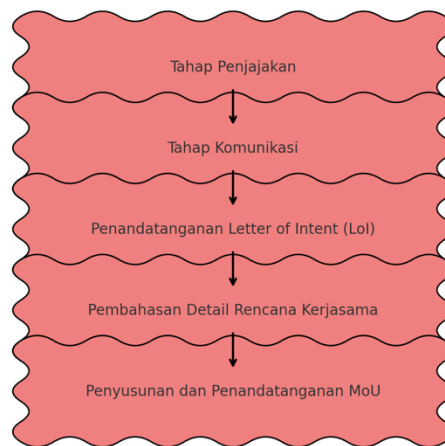 Tahap Penjajakan
Tahap Komunikasi
Penandatanganan Letter of Intent (LoI)
Pembahasan Detail Rencana Kerjasama
Penyusunan dan Penandatanganan MoU